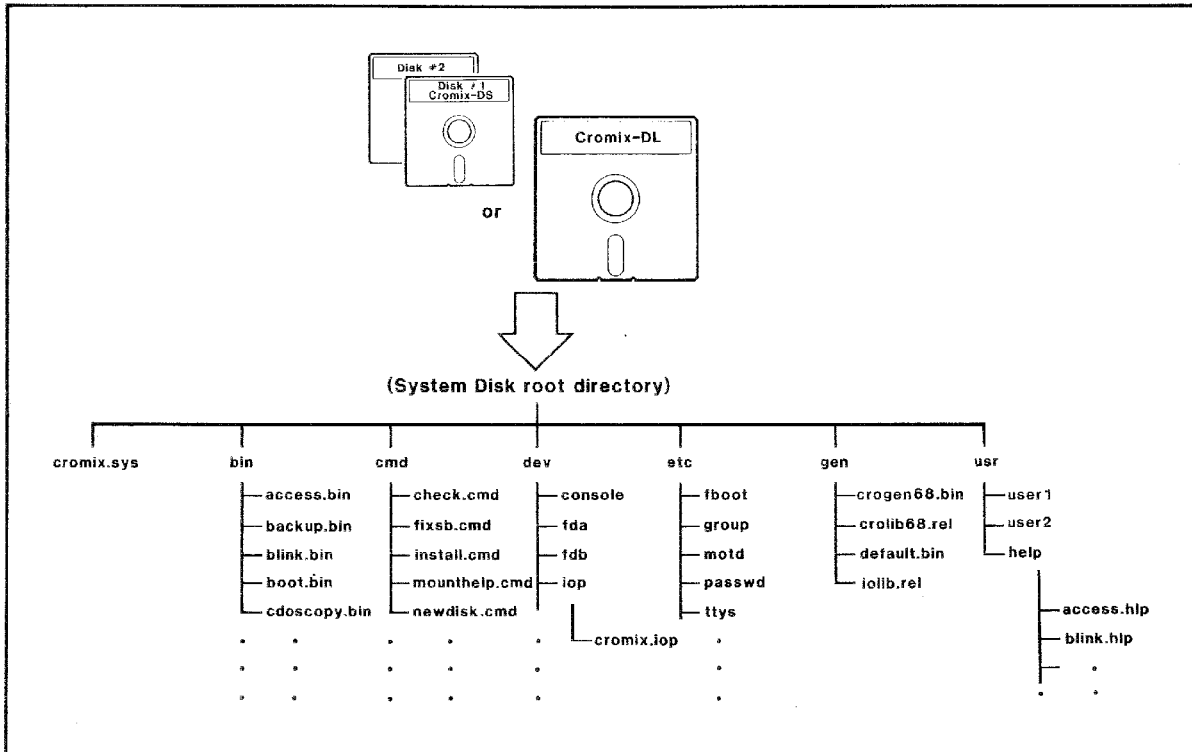 Disk #2
Disk #1
Cromix-DS
Cromix-DL
or
(System Disk root directory)
cromix.sys bin cmd dev etc gen usr
access.bin check.cmd console fboot crogen68.bin user1
backup.bin fixsb.cmd fda group crolib68.rel user2
blink.bin install.cmd fdb motd default.bin help
boot.bin mounthelp.cmd iop passwd iolib.rel
cdoscopy.bin newdisk.cmd ttys access.hlp
cromix.iop blink.hlp